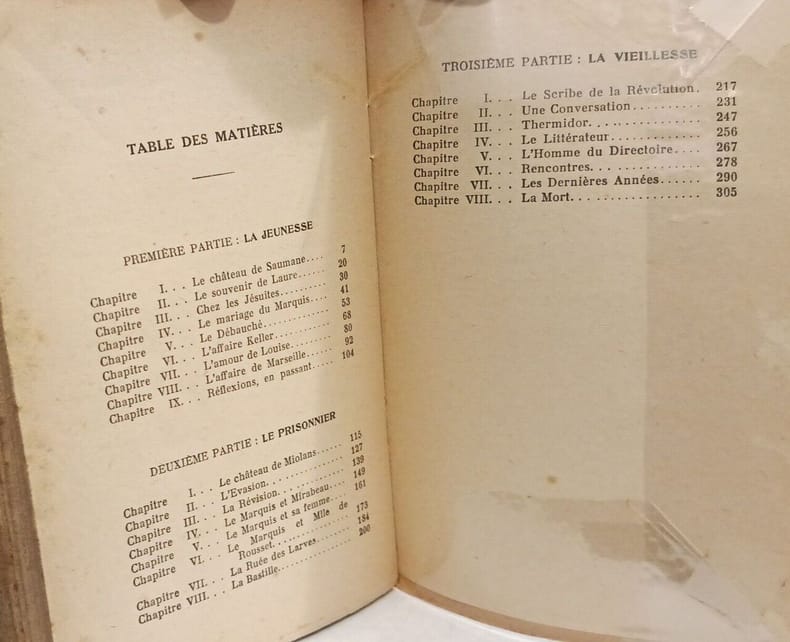 TABLE DES MATIÈRES
PREMIÈRE PARTIE : LA JEUNESSE
Chapitre I. . . Le château de Saumane.... 7
Chapitre II. . . Le souvenir de Laure...... 20
Chapitre III. . . Chez les Jésuites.......... 30
Chapitre IV. . . Le mariage du Marquis.... 41
Chapitre V. . . Le Débauché............. 53
Chapitre VI. . . L'affaire Keller........... 68
Chapitre VII. . . L'amour de Louise........ 80
Chapitre VIII. . . L'affaire de Marseille...... 92
Chapitre IX. . . Réflexions, en passant..... 104
DEUXIÈME PARTIE : LE PRISONNIER
Chapitre I. . . Le château de Miolans..... 115
Chapitre II. . . L'Evasion................ 127
Chapitre III. . . La Révision.............. 139
Chapitre IV. . . Le Marquis et Mirabeau.... 149
Chapitre V. . . Le Marquis et sa femme.... 161
Chapitre VI. . . Le Marquis et Mlle de
Rousset................. 173
Chapitre VII. . . La Ruée des Larves....... 184
Chapitre VIII. . . La Bastille............... 200
TROISIÈME PARTIE : LA VIEILLESSE
Chapitre I. . . Le Scribe de la Révolution. 217
Chapitre II. . . Une Conversation.......... 231
Chapitre III. . . Thermidor................ 247
Chapitre IV. . . Le Littérateur............. 256
Chapitre V. . . L'Homme du Directoire.... 267
Chapitre VI. . . Rencontres............... 278
Chapitre VII. . . Les Dernières Années...... 290
Chapitre VIII. . . La Mort................... 305